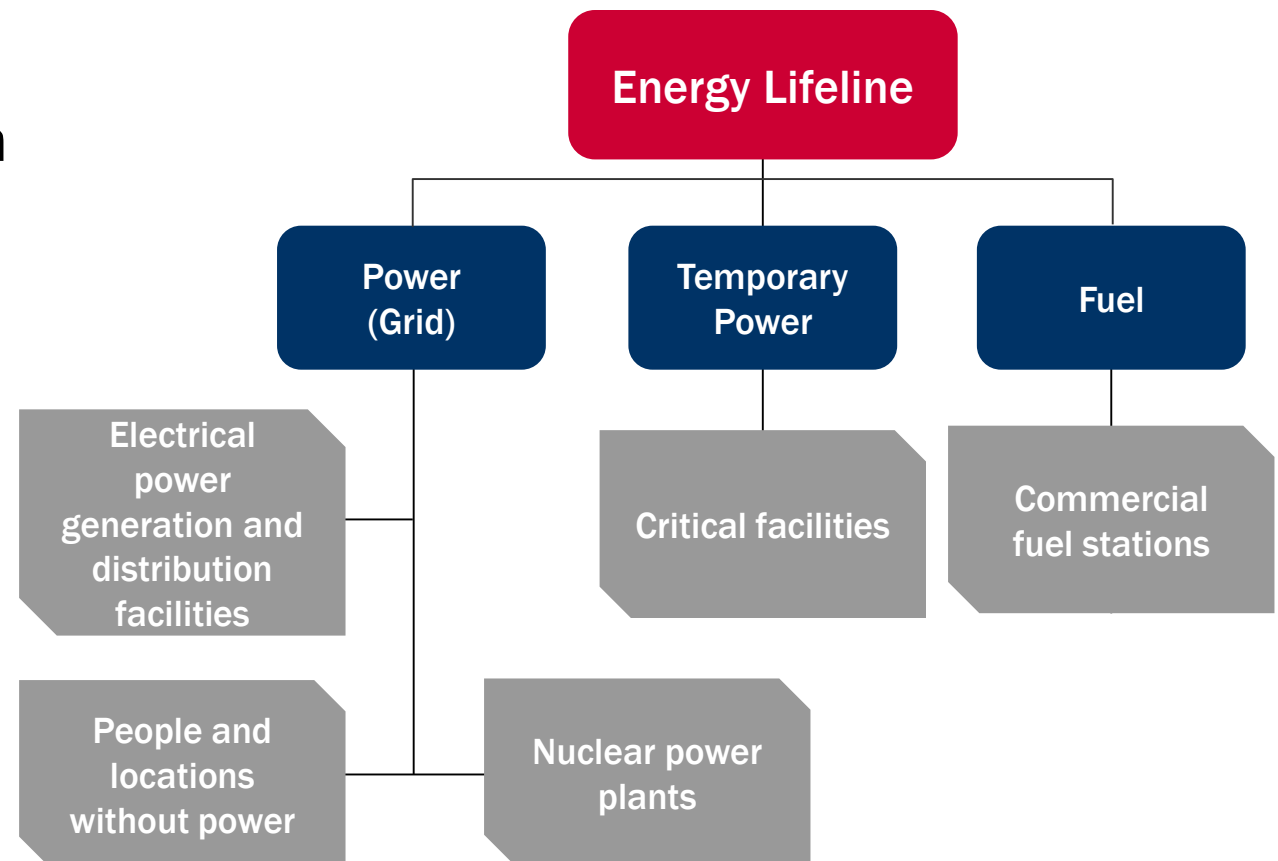 Energy Lifeline
Power
(Grid)
Temporary
Power
Fuel
Electrical
power
generation and
distribution
facilities
Critical facilities
Commercial
fuel stations
People and
locations
without power
Nuclear power
plants